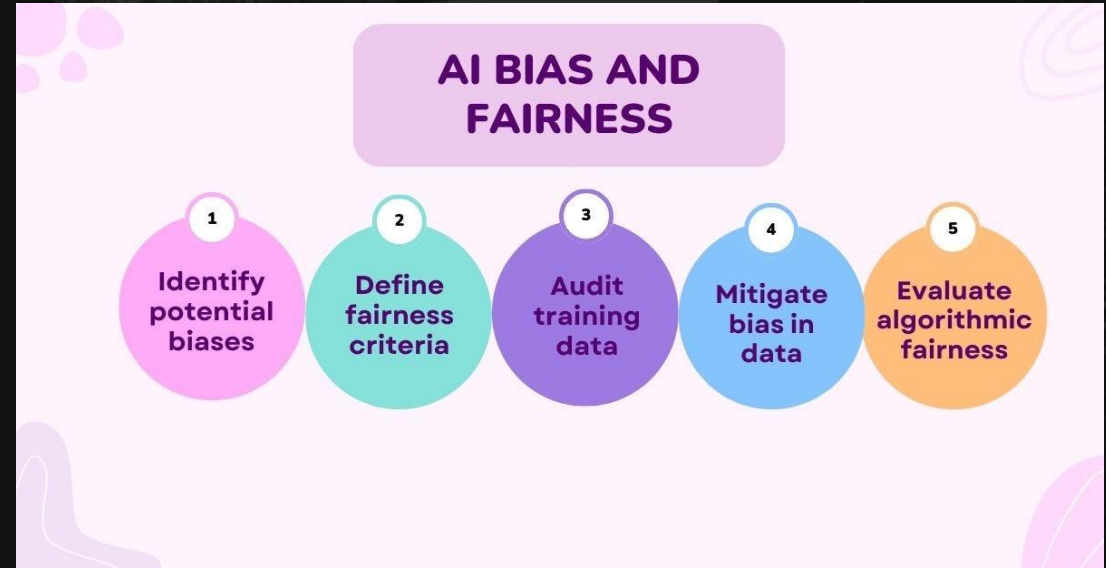 AI BIAS AND
FAIRNESS
1
Identify
potential
biases
2
Define
fairness
criteria
3
Audit
training
data
4
Mitigate
bias in
data
5
Evaluate
algorithmic
fairness